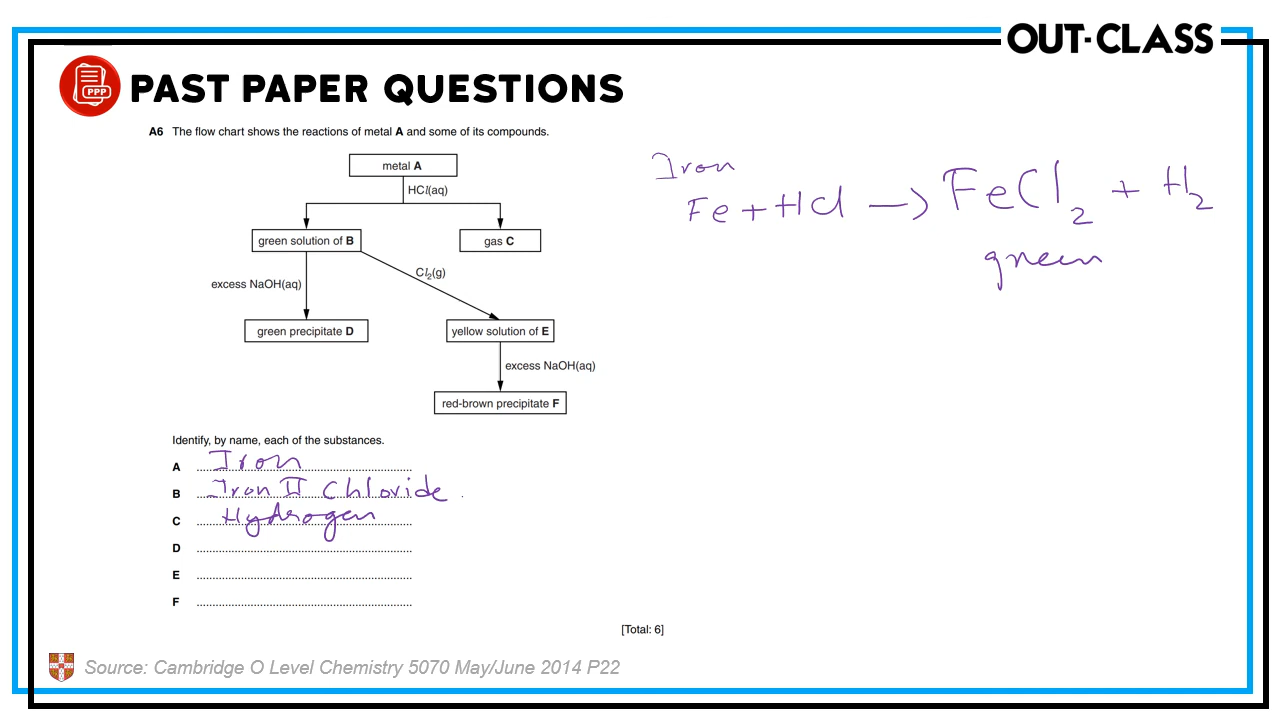 OUT-CLASS
PPP
PAST PAPER QUESTIONS
A6 The flow chart shows the reactions of metal A and some of its compounds.
metal A
HCl(aq)
green solution of B
gas C
excess NaOH(aq)
Cl₂(g)
green precipitate D
yellow solution of E
excess NaOH(aq)
red-brown precipitate F
Iron
Fe + HCl → FeCl₂ + H₂
green
Identify, by name, each of the substances.
A Iron
B Iron II Chloride
C Hydrogen
D
E
F
[Total: 6]
Source: Cambridge O Level Chemistry 5070 May/June 2014 P22